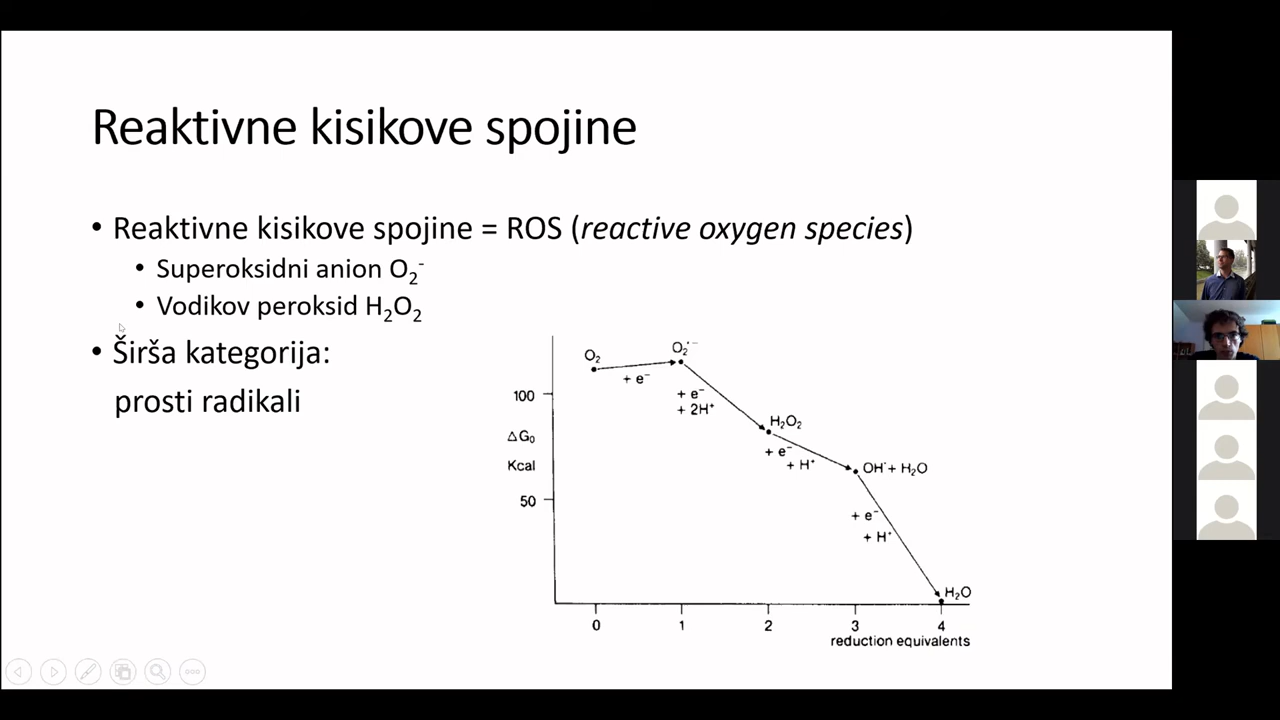 Reaktivne kisikove spojine
• Reaktivne kisikove spojine = ROS (reactive oxygen species)
• Superoksidni anion O₂⁻
• Vodikov peroksid H₂O₂
• Širša kategorija:
prosti radikali
O₂
+ e⁻
O₂˙⁻
+ e⁻
+ 2H⁺
H₂O₂
+ e⁻
+ H⁺
OH˙ + H₂O
+ e⁻
+ H⁺
H₂O
100
ΔG₀
Kcal
50
0 1 2 3 4
reduction equivalents